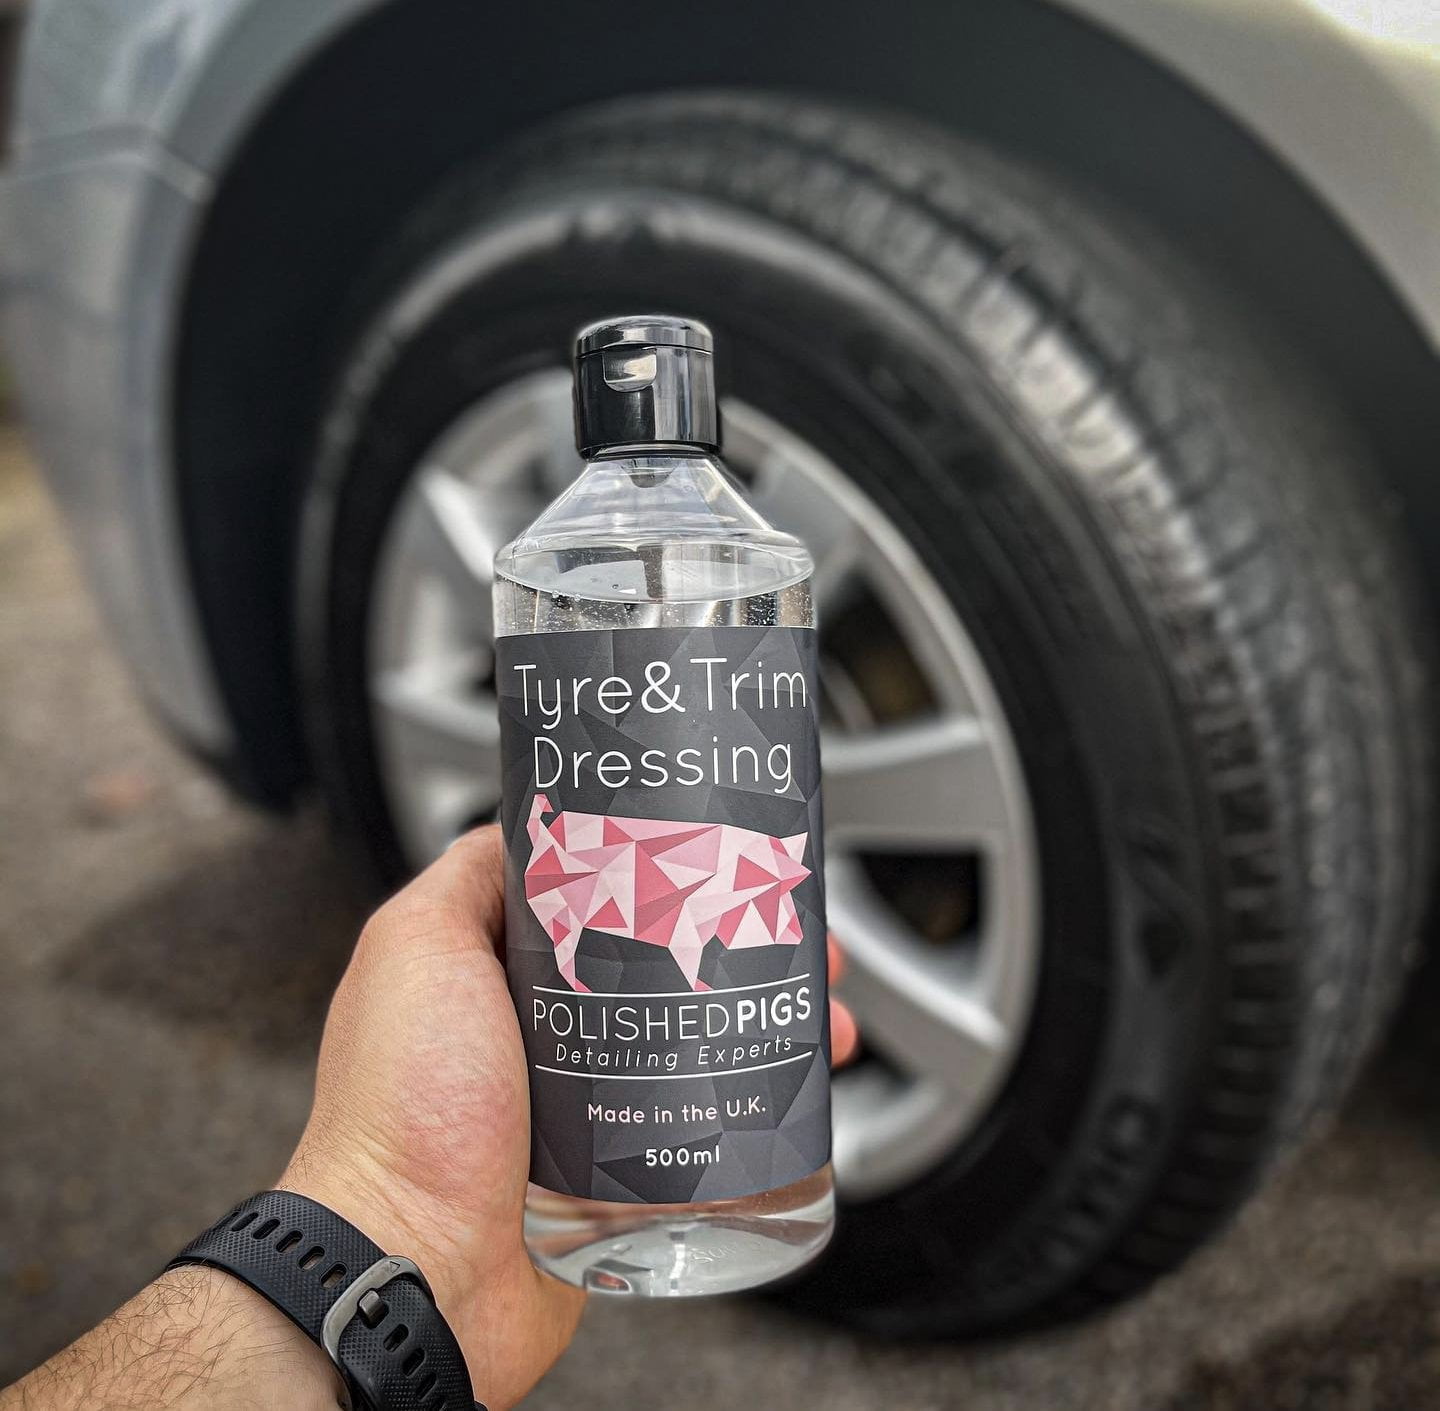 Tyre&Trim
Dressing
POLISHEDPIGS
Detailing Experts
Made in the U.K.
500ml